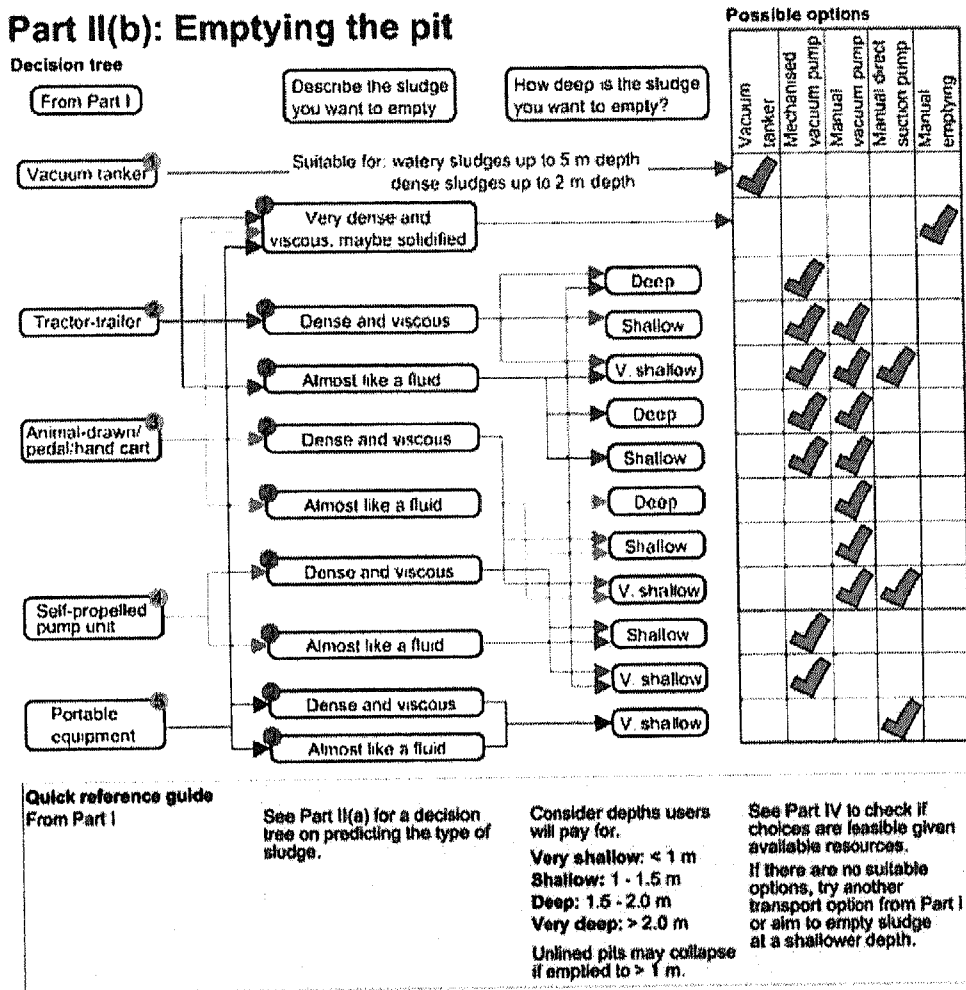 Part II(b): Emptying the pit
Possible options
Decision tree
From Part I
Describe the sludge
you want to empty
How deep is the sludge
you want to empty?
Vacuum
tanker
Mechanised
vacuum pump
Manual
vacuum pump
Manual direct
suction pump
Manual
emptying
1
Vacuum tanker
Suitable for: watery sludges up to 5 m depth
dense sludges up to 2 m depth
Very dense and
viscous, maybe solidified
Deep
2
Tractor-trailor
Dense and viscous
Shallow
Almost like a fluid
V. shallow
Deep
3
Animal-drawn/
pedal/hand cart
Dense and viscous
Shallow
Almost like a fluid
Deep
Shallow
Dense and viscous
V. shallow
4
Self-propelled
pump unit
Almost like a fluid
Shallow
V. shallow
5
Portable
equipment
Dense and viscous
V. shallow
Almost like a fluid
Quick reference guide
From Part I
See Part II(a) for a decision
tree on predicting the type of
sludge.
Consider depths users
will pay for.
Very shallow: < 1 m
Shallow: 1 - 1.5 m
Deep: 1.5 - 2.0 m
Very deep: > 2.0 m
Unlined pits may collapse
if emptied to > 1 m.
See Part IV to check if
choices are feasible given
available resources.
If there are no suitable
options, try another
transport option from Part I
or aim to empty sludge
at a shallower depth.